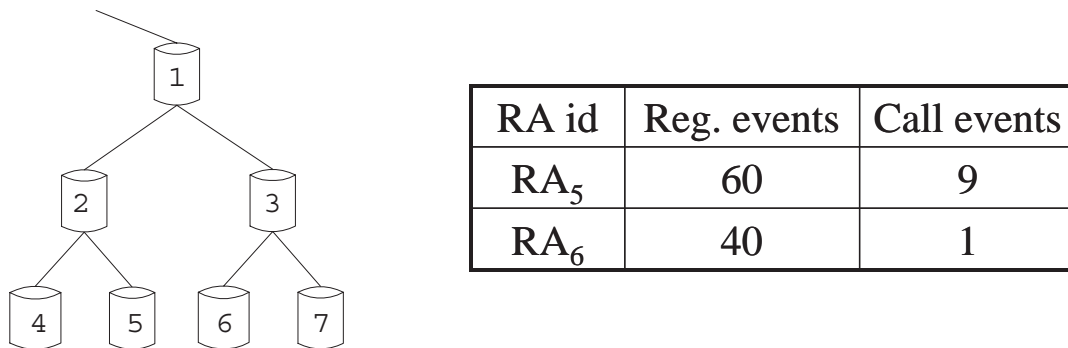 1
2 3
4 5 6 7
RA id Reg. events Call events
RA₅ 60 9
RA₆ 40 1